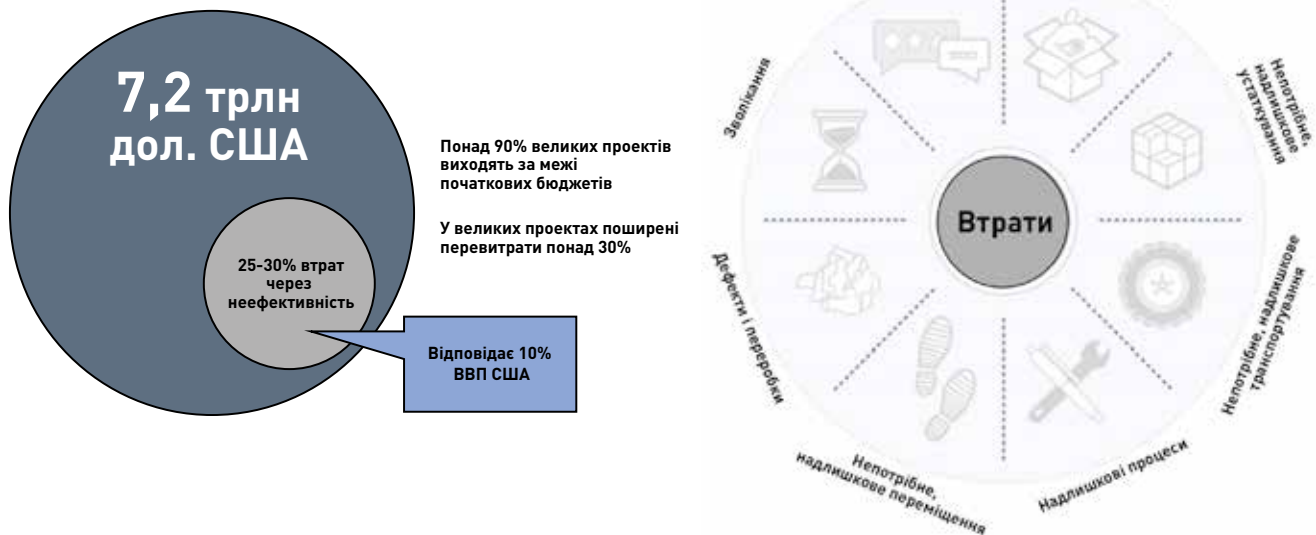 7,2 трлн
дол. США
25-30% втрат
через
неефективність
Відповідає 10%
ВВП США
Понад 90% великих проектів
виходять за межі
початкових бюджетів
У великих проектах поширені
перевитрати понад 30%
Втрати
Зволікання
Непотрібне,
надлишкове
устаткування
Дефекти і переробки
Непотрібне, надлишкове
транспортування
Непотрібне,
надлишкове переміщення
Надлишкові процеси